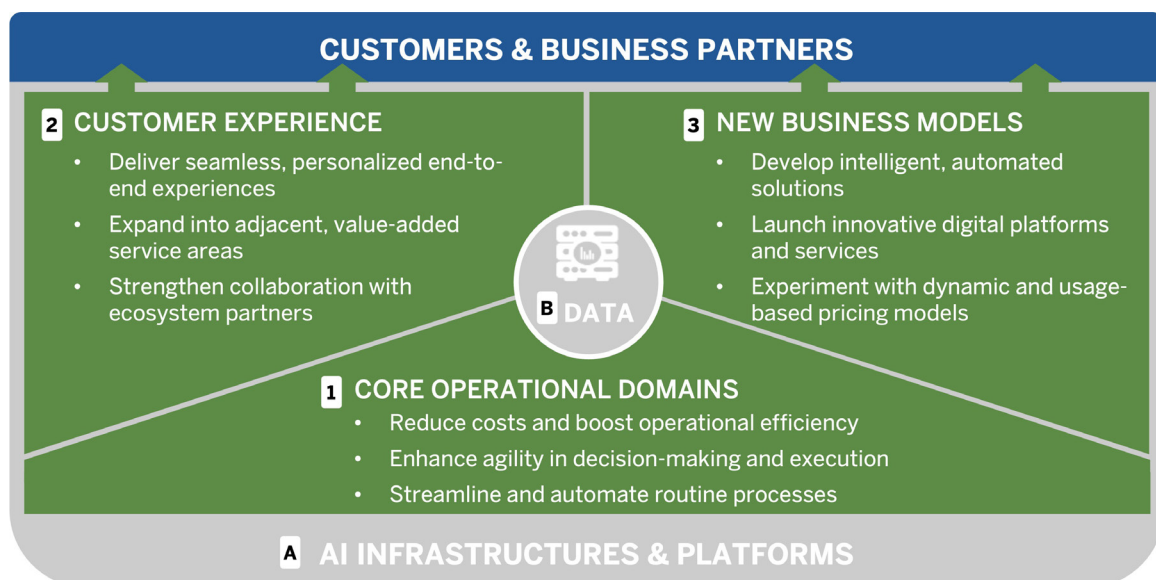 CUSTOMERS & BUSINESS PARTNERS
2 CUSTOMER EXPERIENCE
• Deliver seamless, personalized end-to-
end experiences
• Expand into adjacent, value-added
service areas
• Strengthen collaboration with
ecosystem partners
3 NEW BUSINESS MODELS
• Develop intelligent, automated
solutions
• Launch innovative digital platforms
and services
• Experiment with dynamic and usage-
based pricing models
B DATA
1 CORE OPERATIONAL DOMAINS
• Reduce costs and boost operational efficiency
• Enhance agility in decision-making and execution
• Streamline and automate routine processes
A AI INFRASTRUCTURES & PLATFORMS